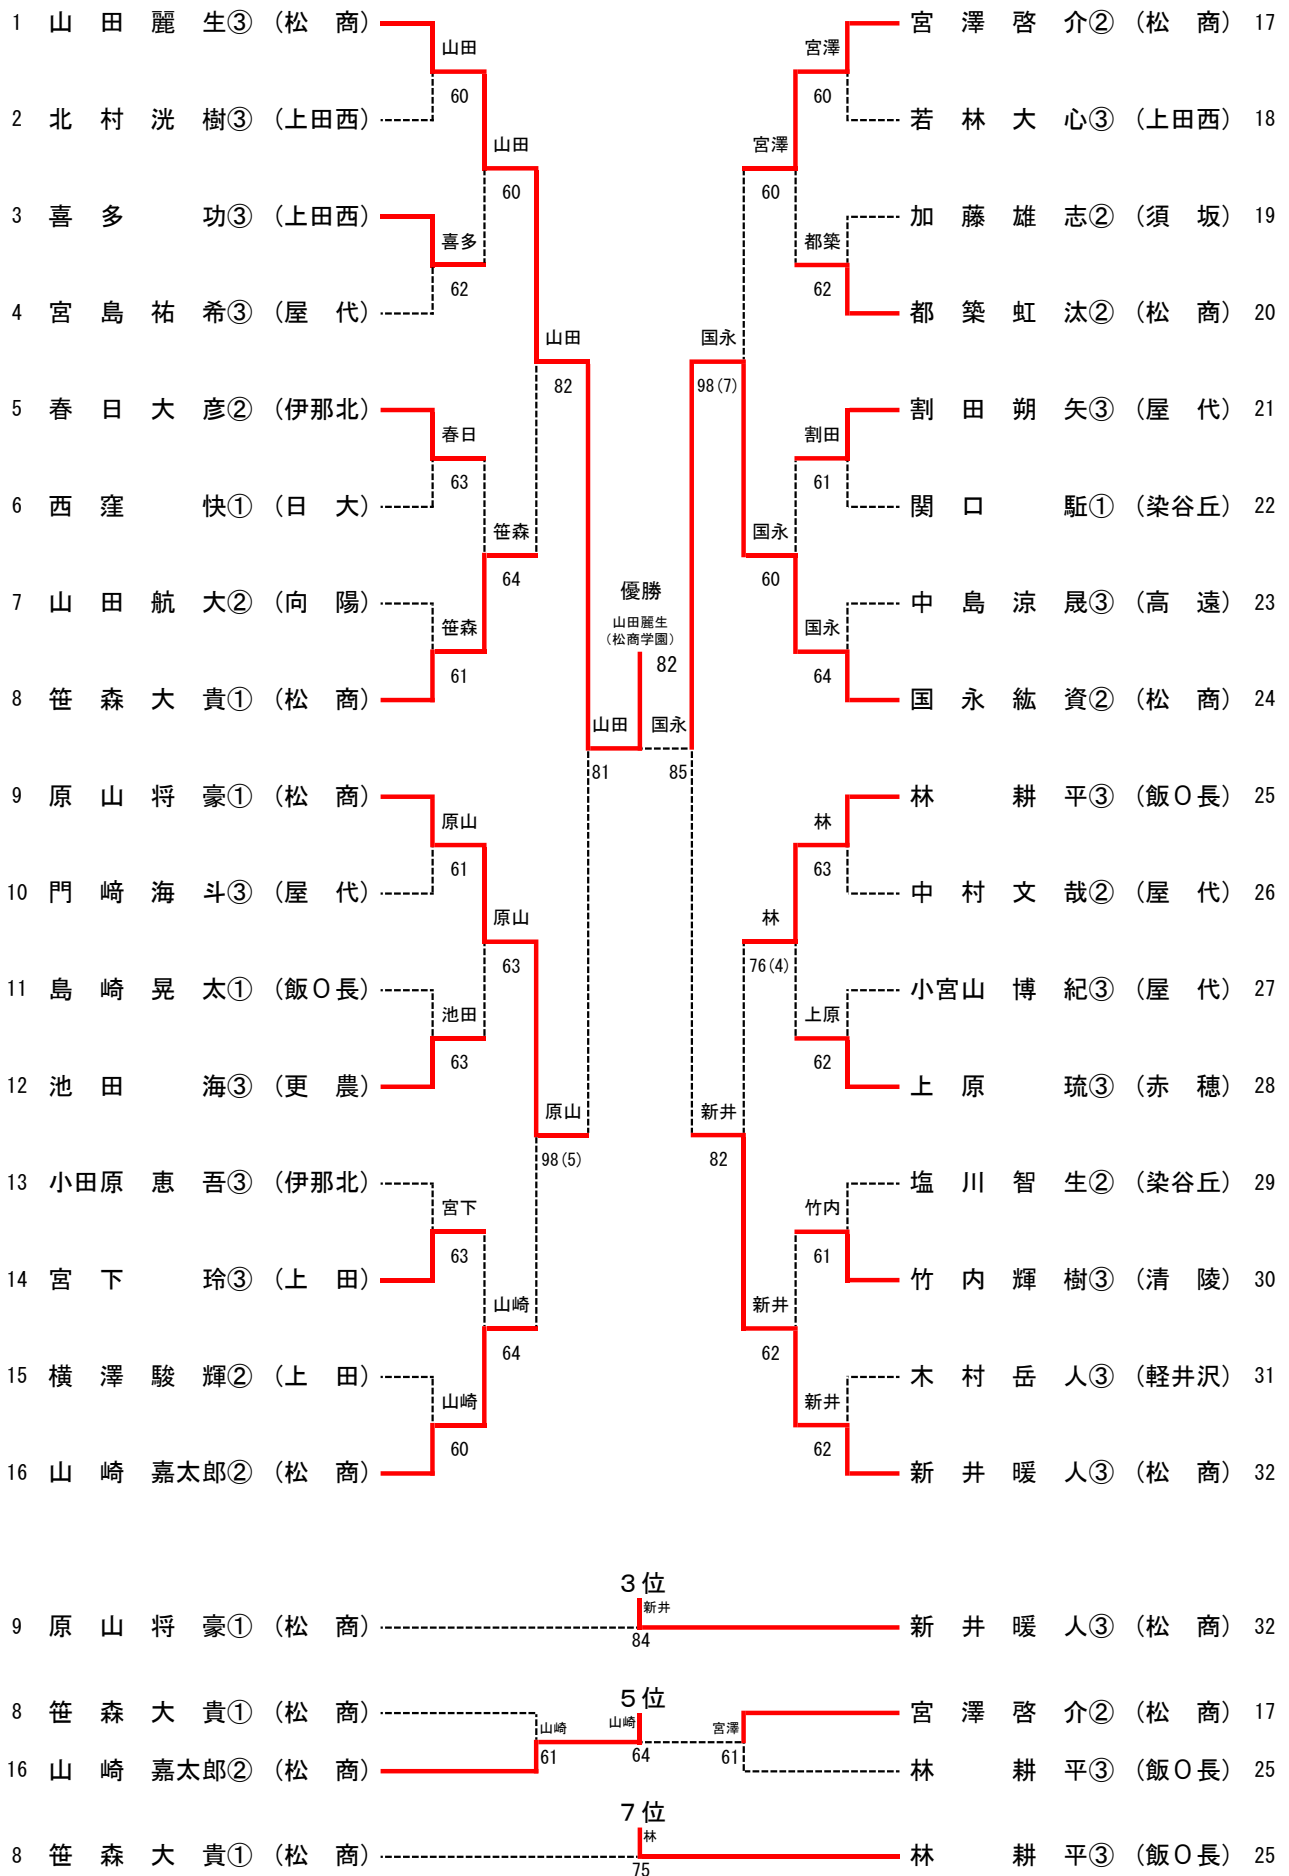 1 山 田 麗 生③ (松 商) 宮 澤 啓 介② (松 商) 17
山田 宮澤
60 60
2 北 村 洸 樹③ (上田西) 若 林 大 心③ (上田西) 18
山田 宮澤
60 60
3 喜 多 功③ (上田西) 加 藤 雄 志② (須 坂) 19
喜多 都築
62 62
4 宮 島 祐 希③ (屋 代) 都 築 虹 汰② (松 商) 20
山田 国永
82 98(7)
5 春 日 大 彦② (伊那北) 割 田 朔 矢③ (屋 代) 21
春日 割田
63 61
6 西 窪 快① (日 大) 関 口 駈① (染谷丘) 22
笹森 国永
64 60
優勝
7 山 田 航 大② (向 陽) 中 島 涼 晟③ (高 遠) 23
山田麗生
笹森 国永
(松商学園)
82
61 64
8 笹 森 大 貴① (松 商) 国 永 紘 資② (松 商) 24
山田 国永
81 85
9 原 山 将 豪① (松 商) 林 耕 平③ (飯O長) 25
原山 林
61 63
10 門 﨑 海 斗③ (屋 代) 中 村 文 哉② (屋 代) 26
原山 林
63 76(4)
11 島 崎 晃 太① (飯O長) 小宮山 博 紀③ (屋 代) 27
池田 上原
63 62
12 池 田 海③ (更 農) 上 原 琉③ (赤 穂) 28
原山 新井
98(5) 82
13 小田原 恵 吾③ (伊那北) 塩 川 智 生② (染谷丘) 29
宮下 竹内
63 61
14 宮 下 玲③ (上 田) 竹 内 輝 樹③ (清 陵) 30
山崎 新井
64 62
15 横 澤 駿 輝② (上 田) 木 村 岳 人③ (軽井沢) 31
山崎 新井
60 62
16 山 崎 嘉太郎② (松 商) 新 井 暖 人③ (松 商) 32
3位
新井
9 原 山 将 豪① (松 商) 新 井 暖 人③ (松 商) 32
84
5位
8 笹 森 大 貴① (松 商) 宮 澤 啓 介② (松 商) 17
山崎 山崎 宮澤
61 64 61
16 山 崎 嘉太郎② (松 商) 林 耕 平③ (飯O長) 25
7位
林
8 笹 森 大 貴① (松 商) 林 耕 平③ (飯O長) 25
75